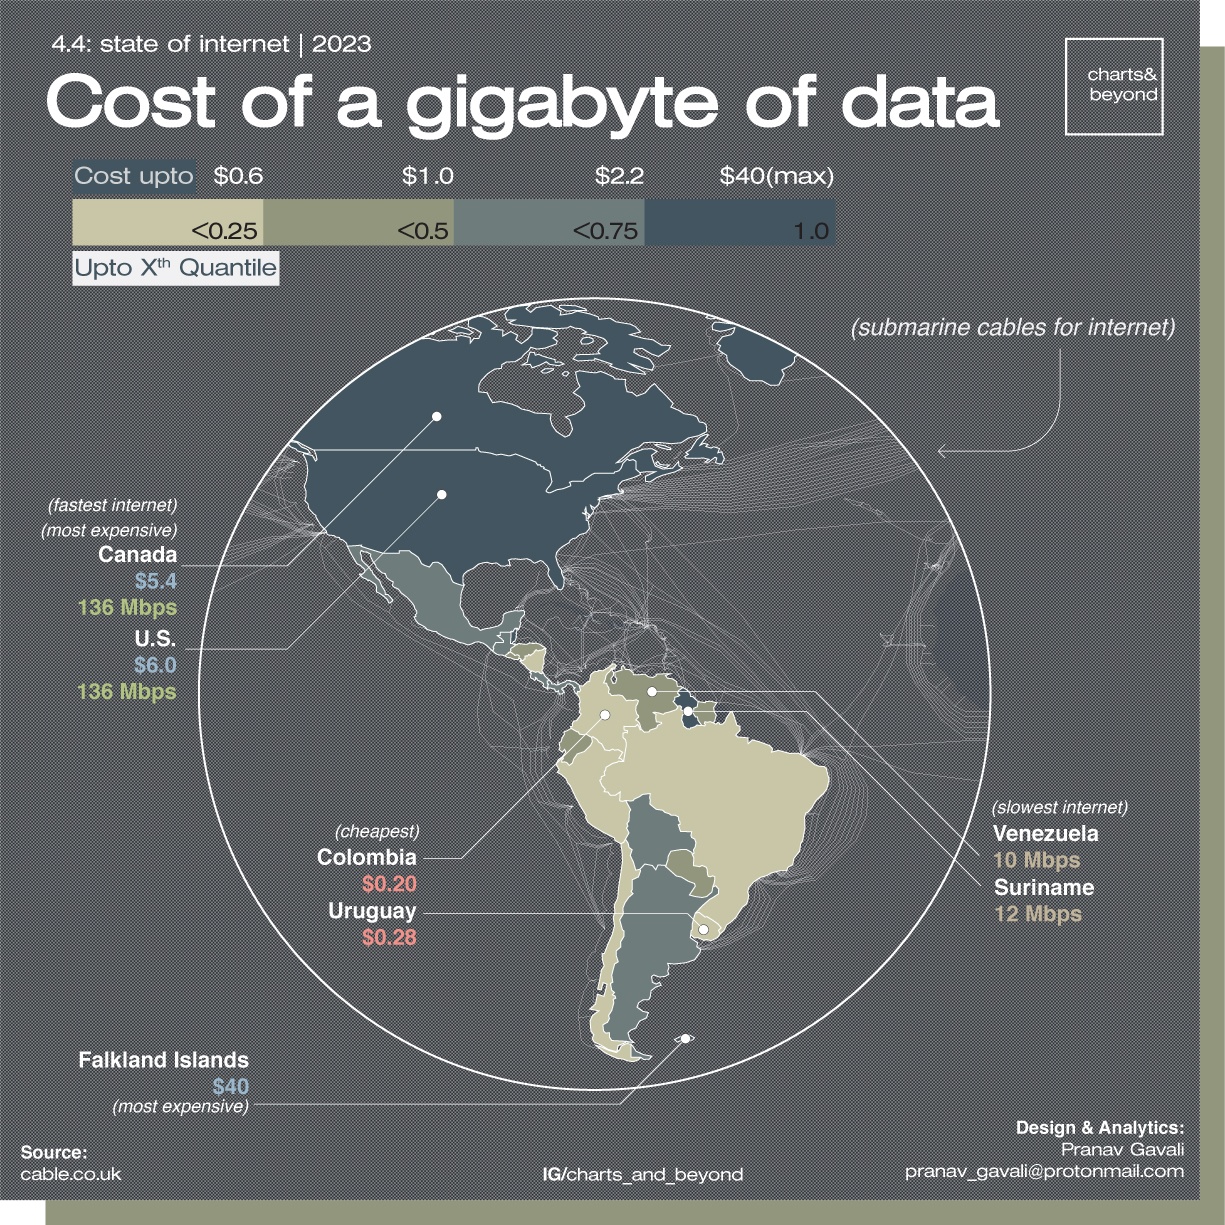 4.4: state of internet | 2023
Cost of a gigabyte of data
charts&
beyond
Cost upto $0.6 $1.0 $2.2 $40(max)
<0.25 <0.5 <0.75 1.0
Upto Xth Quantile
(submarine cables for internet)
(fastest internet)
(most expensive)
Canada
$5.4
136 Mbps
U.S.
$6.0
136 Mbps
(cheapest)
Colombia
$0.20
Uruguay
$0.28
(slowest internet)
Venezuela
10 Mbps
Suriname
12 Mbps
Falkland Islands
$40
(most expensive)
Source:
cable.co.uk
IG/charts_and_beyond
Design & Analytics:
Pranav Gavali
pranav_gavali@protonmail.com